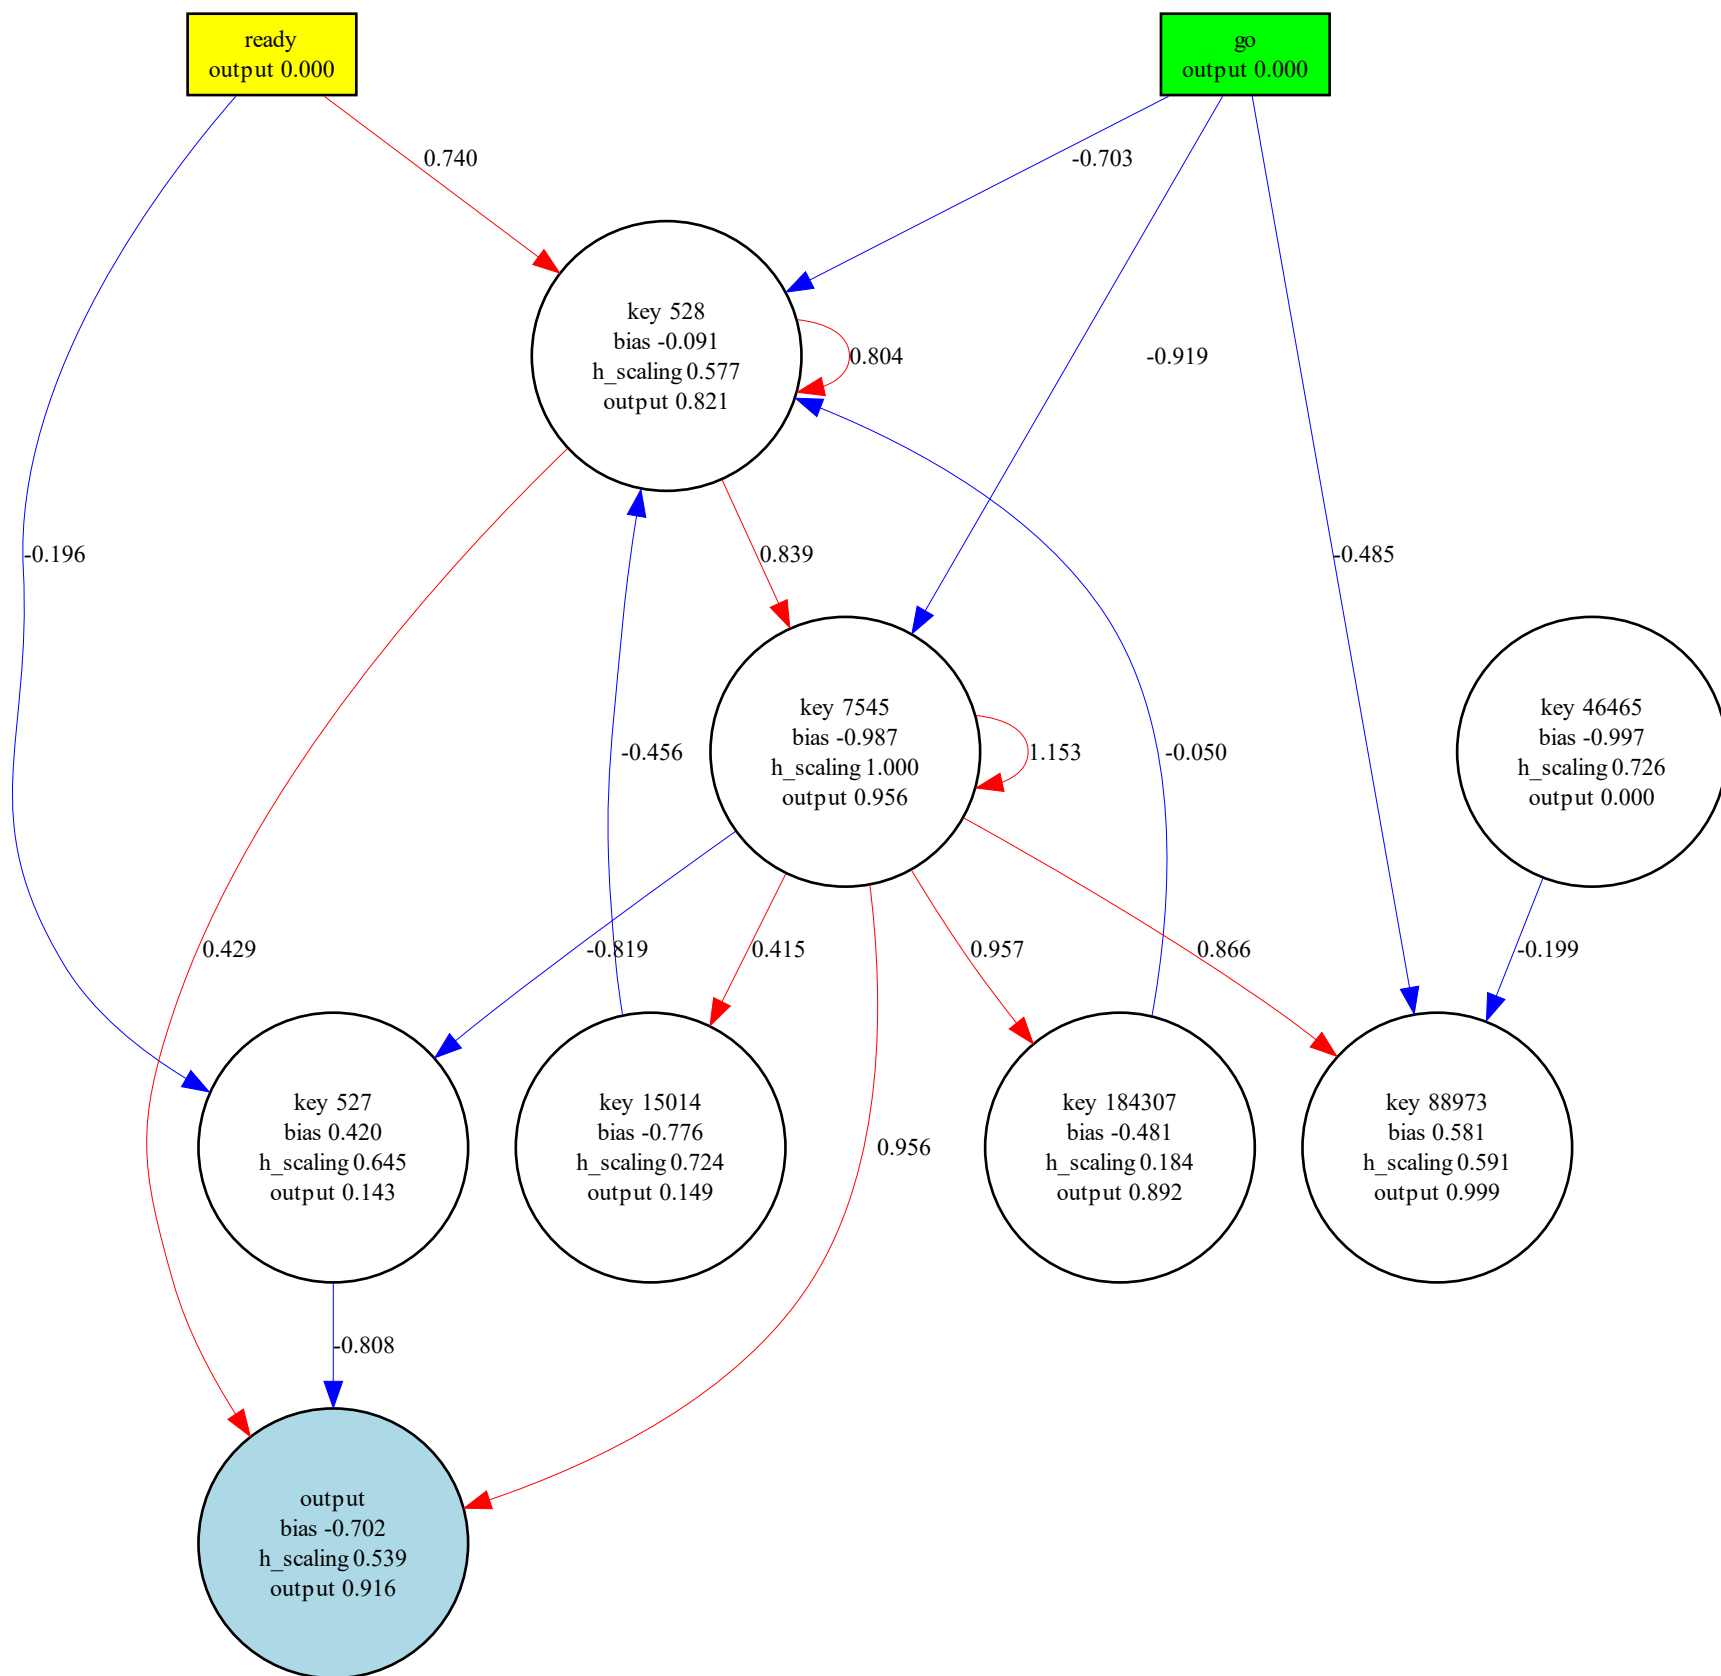 ready
output 0.000
go
output 0.000
0.740
-0.703
key 528
bias -0.091
h_scaling 0.577
output 0.821
0.804
-0.919
-0.196
0.839
-0.485
key 7545
bias -0.987
h_scaling 1.000
output 0.956
1.153
-0.456
-0.050
key 46465
bias -0.997
h_scaling 0.726
output 0.000
0.429
-0.819
0.415
0.957
0.866
-0.199
key 527
bias 0.420
h_scaling 0.645
output 0.143
key 15014
bias -0.776
h_scaling 0.724
output 0.149
0.956
key 184307
bias -0.481
h_scaling 0.184
output 0.892
key 88973
bias 0.581
h_scaling 0.591
output 0.999
-0.808
output
bias -0.702
h_scaling 0.539
output 0.916